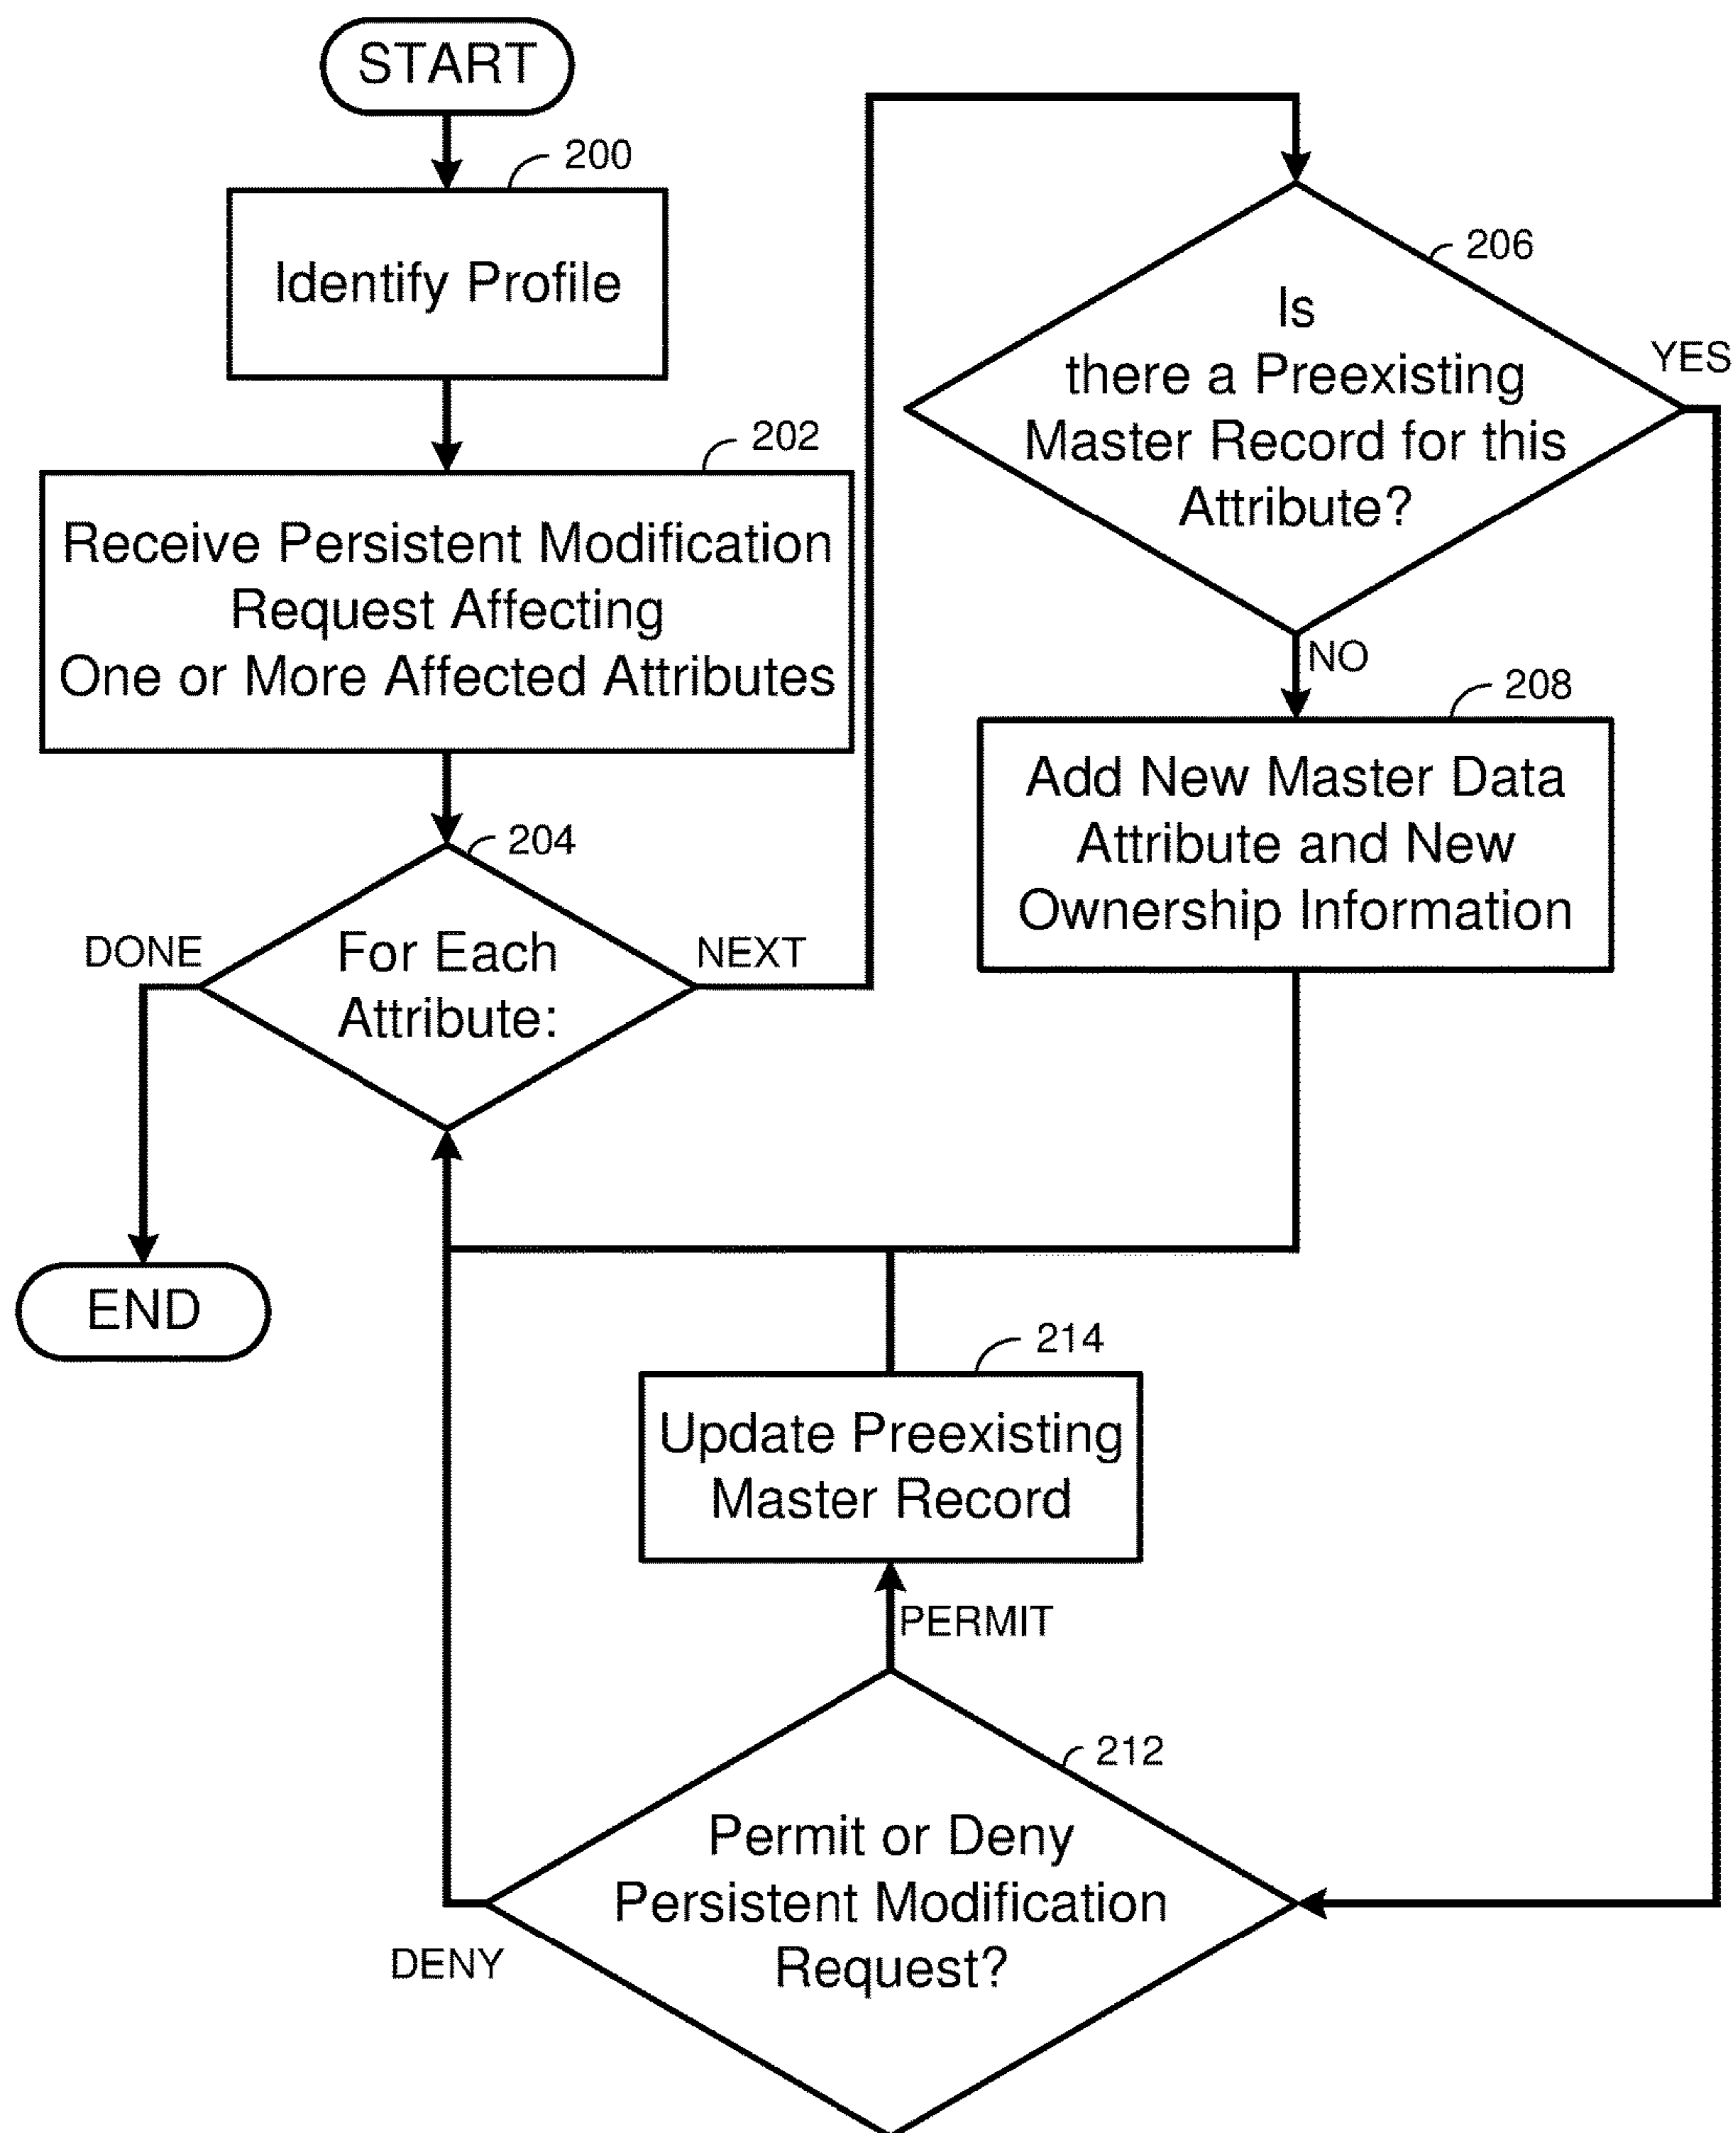 START
200
Identify Profile
202
Receive Persistent Modification
Request Affecting
One or More Affected Attributes
204
For Each
Attribute:
DONE
NEXT
END
206
Is
there a Preexisting
Master Record for this
Attribute?
YES
NO
208
Add New Master Data
Attribute and New
Ownership Information
214
Update Preexisting
Master Record
PERMIT
212
Permit or Deny
Persistent Modification
Request?
DENY